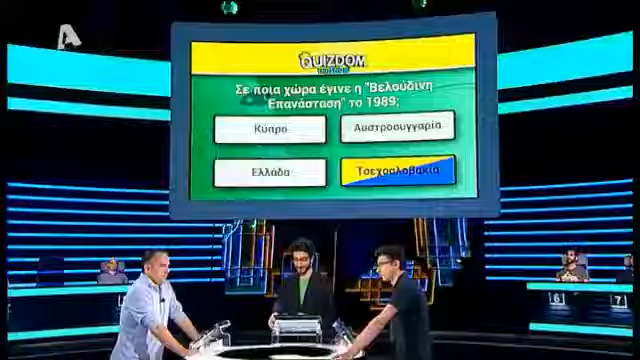 A
QUIZDOM
Σε ποια χώρα έγινε η "Βελούδινη
Επανάσταση" το 1989;
Κύπρο
Αυστροουγγαρία
Ελλάδα
Τσεχοσλοβακία
6
7